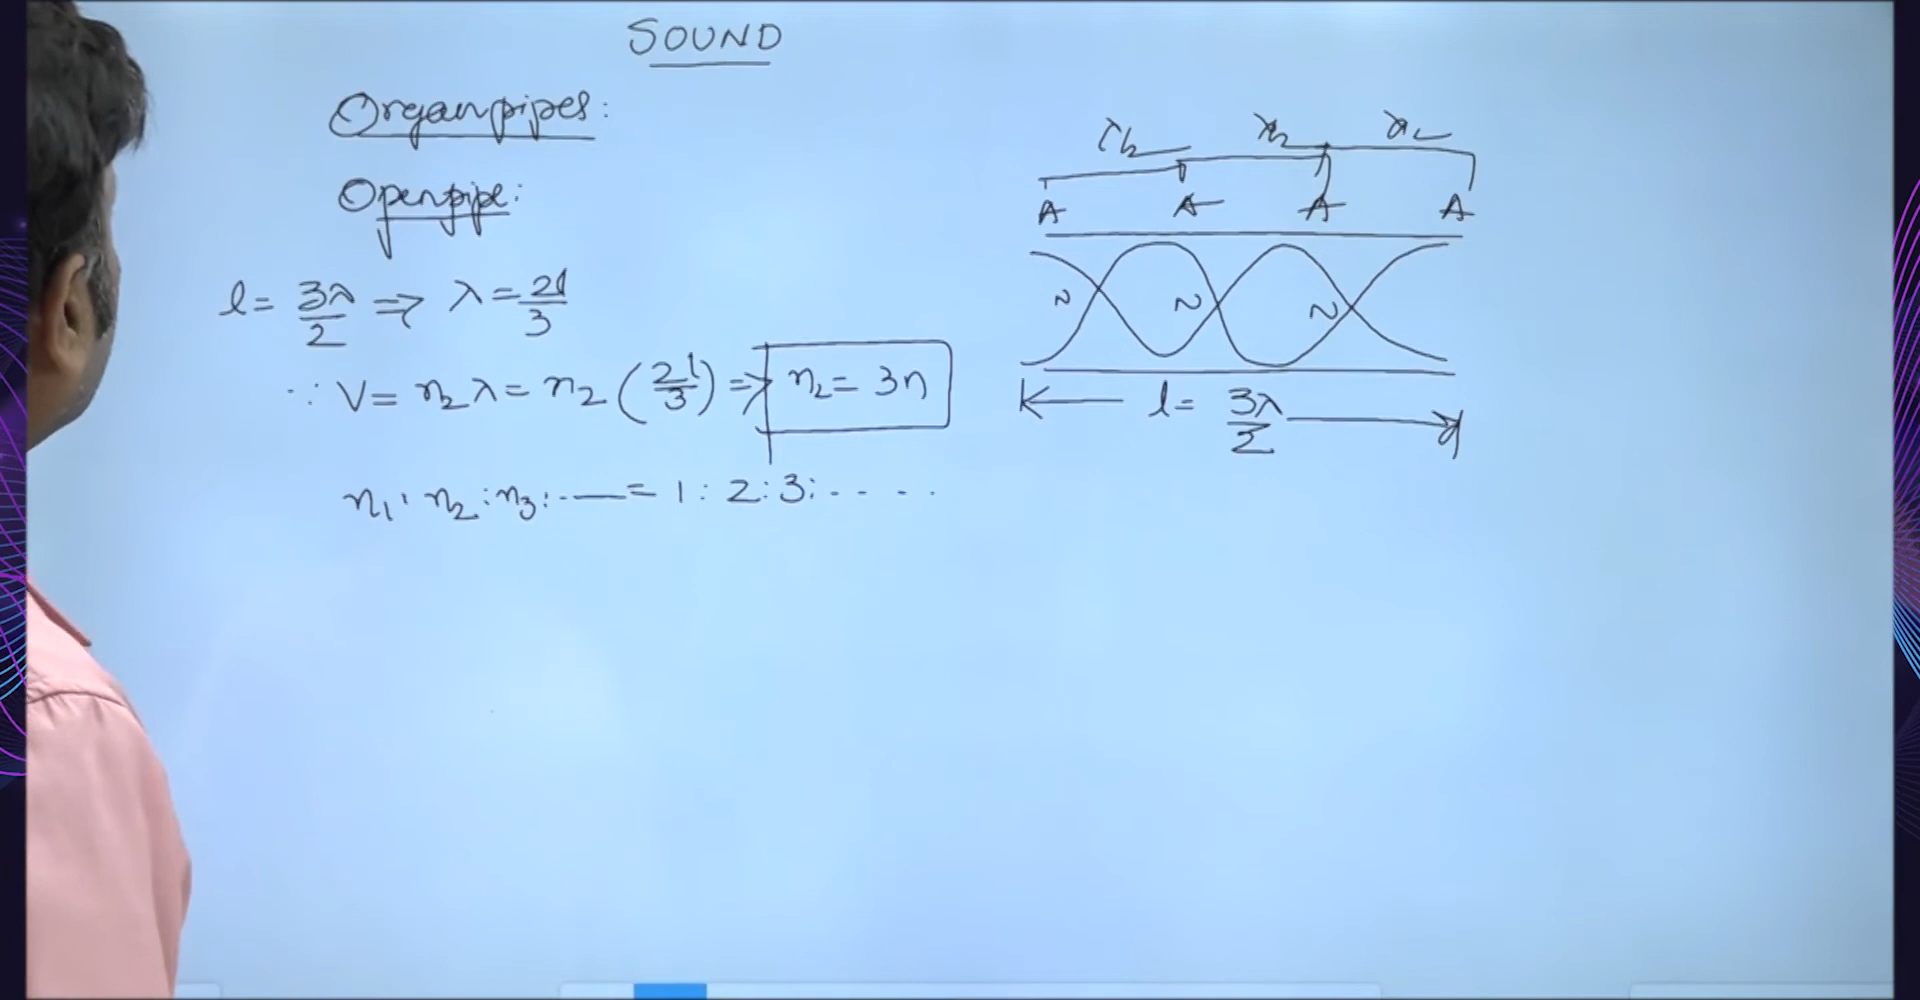 SOUND
Organpipes:
Openpipe:
l = 3λ/2 ⇒ λ = 2l/3
∵ V = n₂λ = n₂ (2l/3) ⇒ n₂ = 3n
n₁ : n₂ : n₃ : — = 1 : 2 : 3 : . . . .
λ/2 λ/2 λ/2
A A A A
N N N
l = 3λ/2